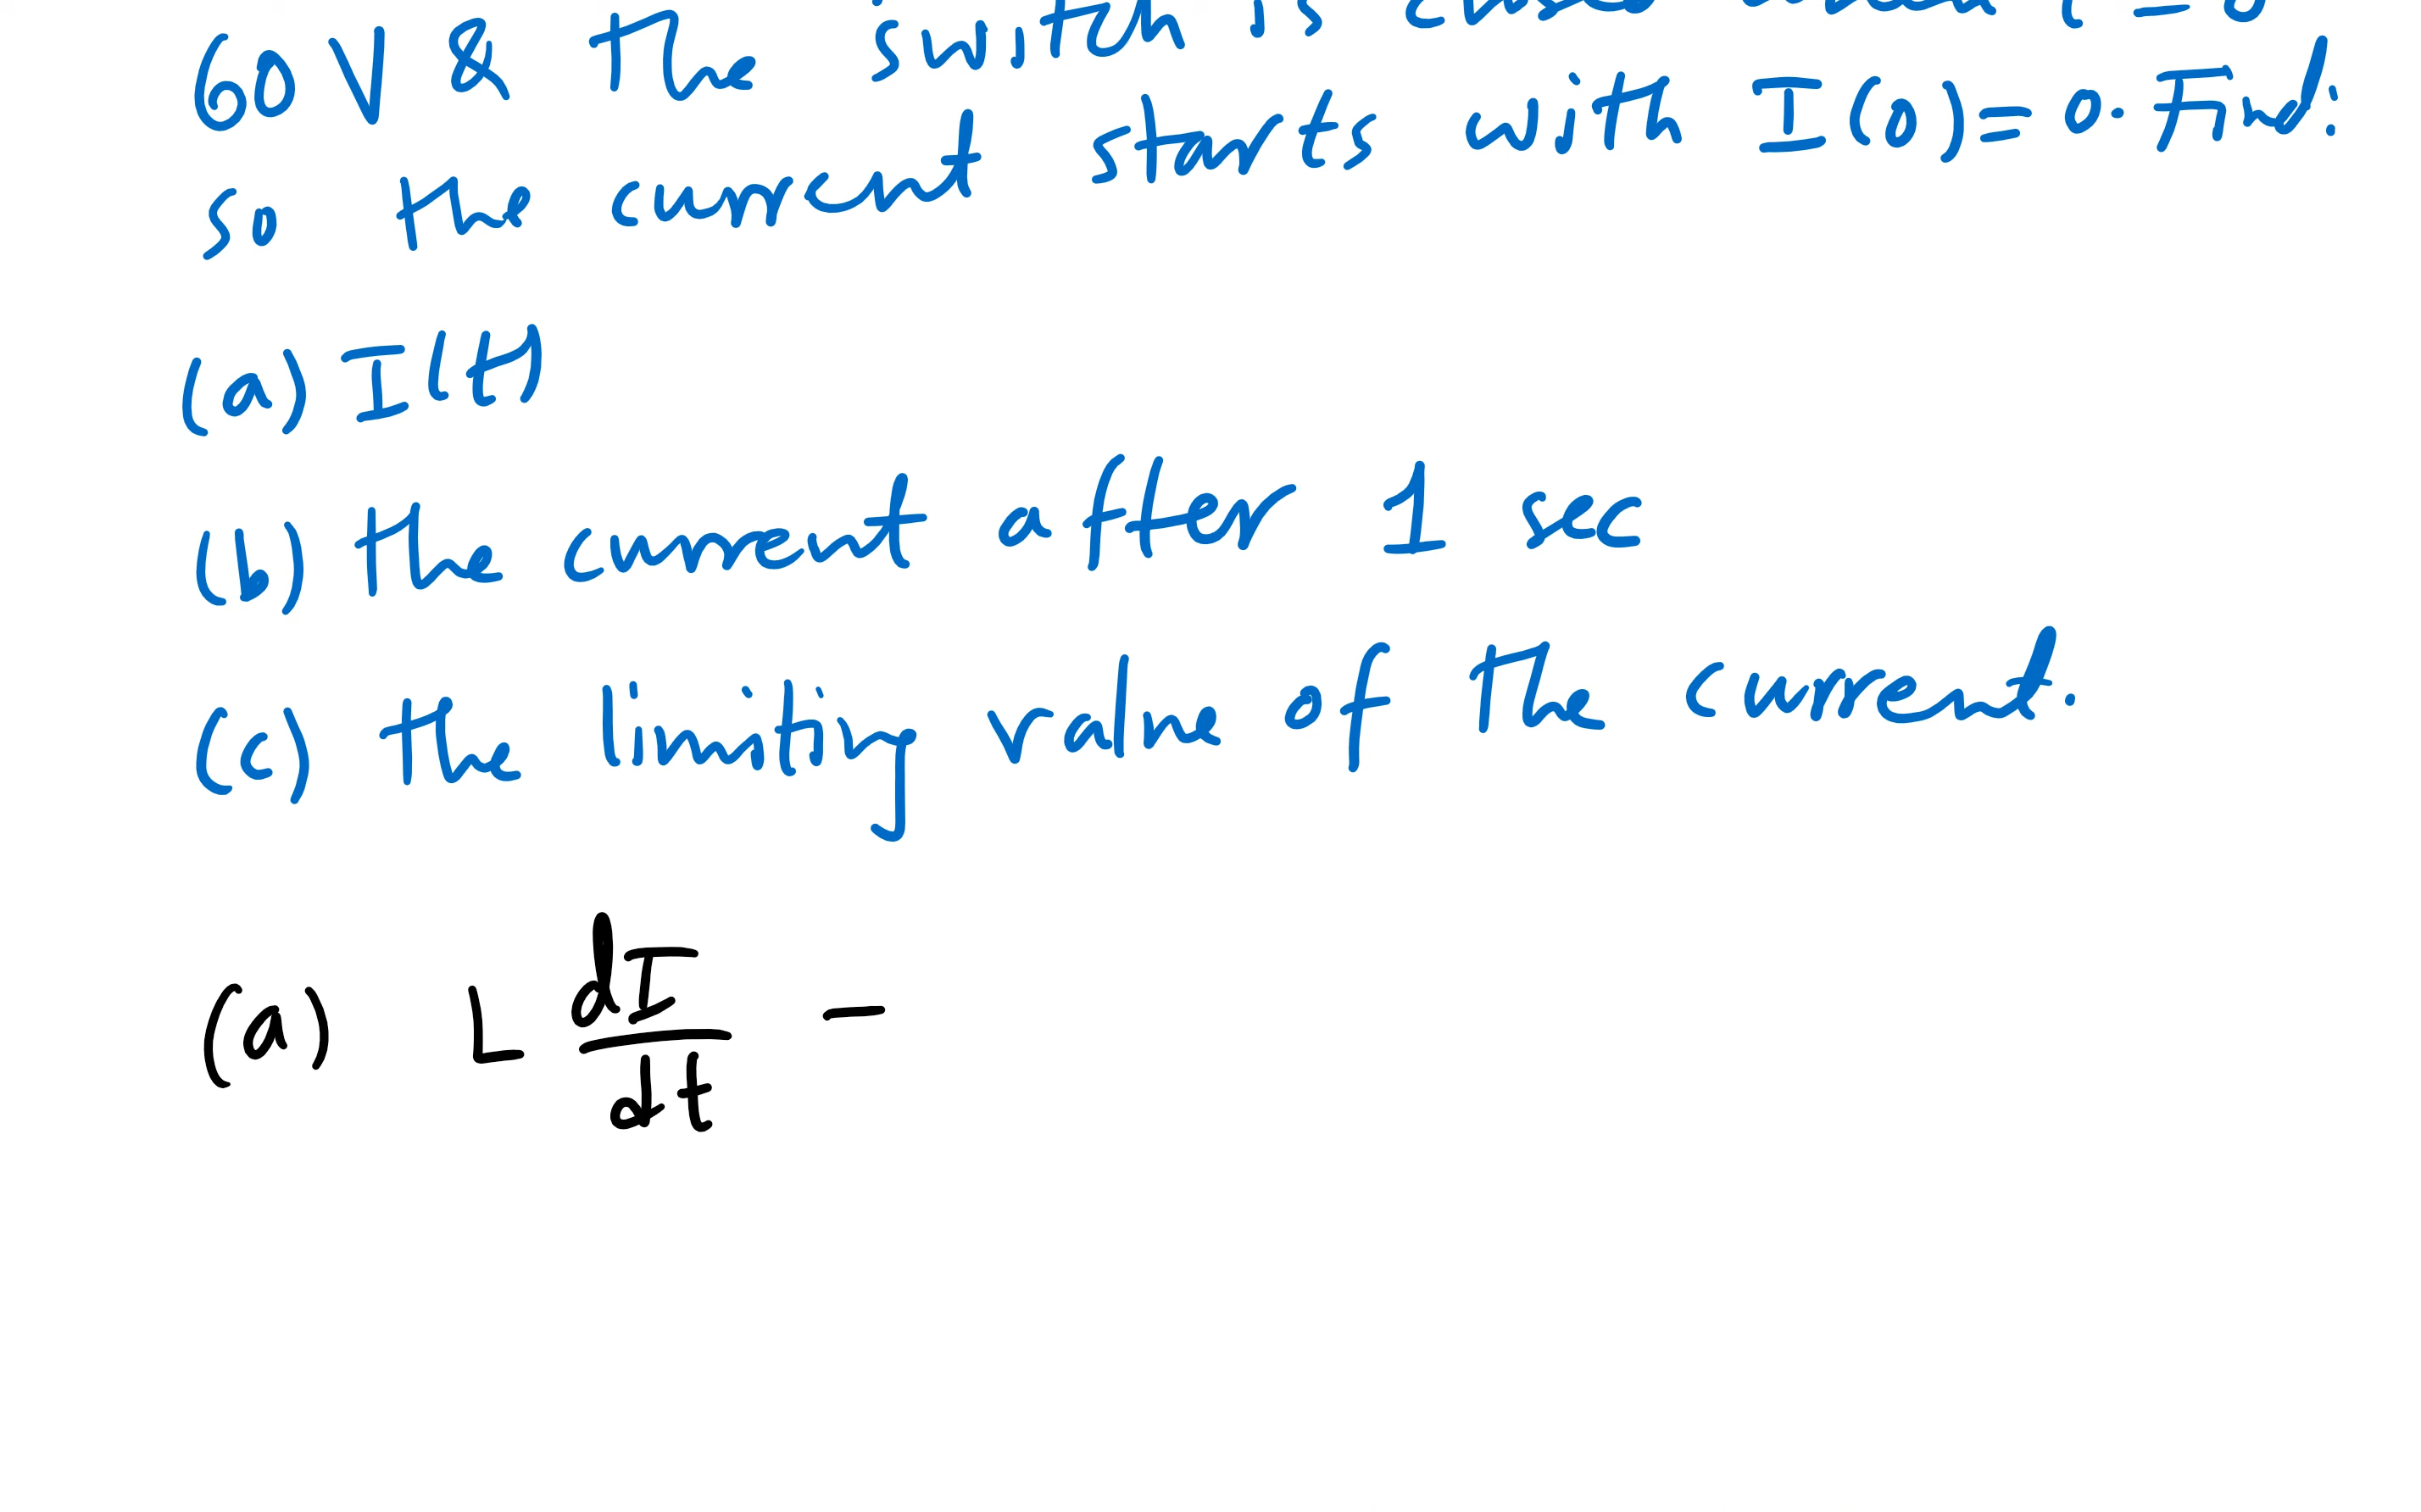 60 V & the switch is
so the current starts with I(0) = 0. Find:
(a) I(t)
(b) the current after 1 sec
(c) the limiting value of the current.
(a) L dI/dt -